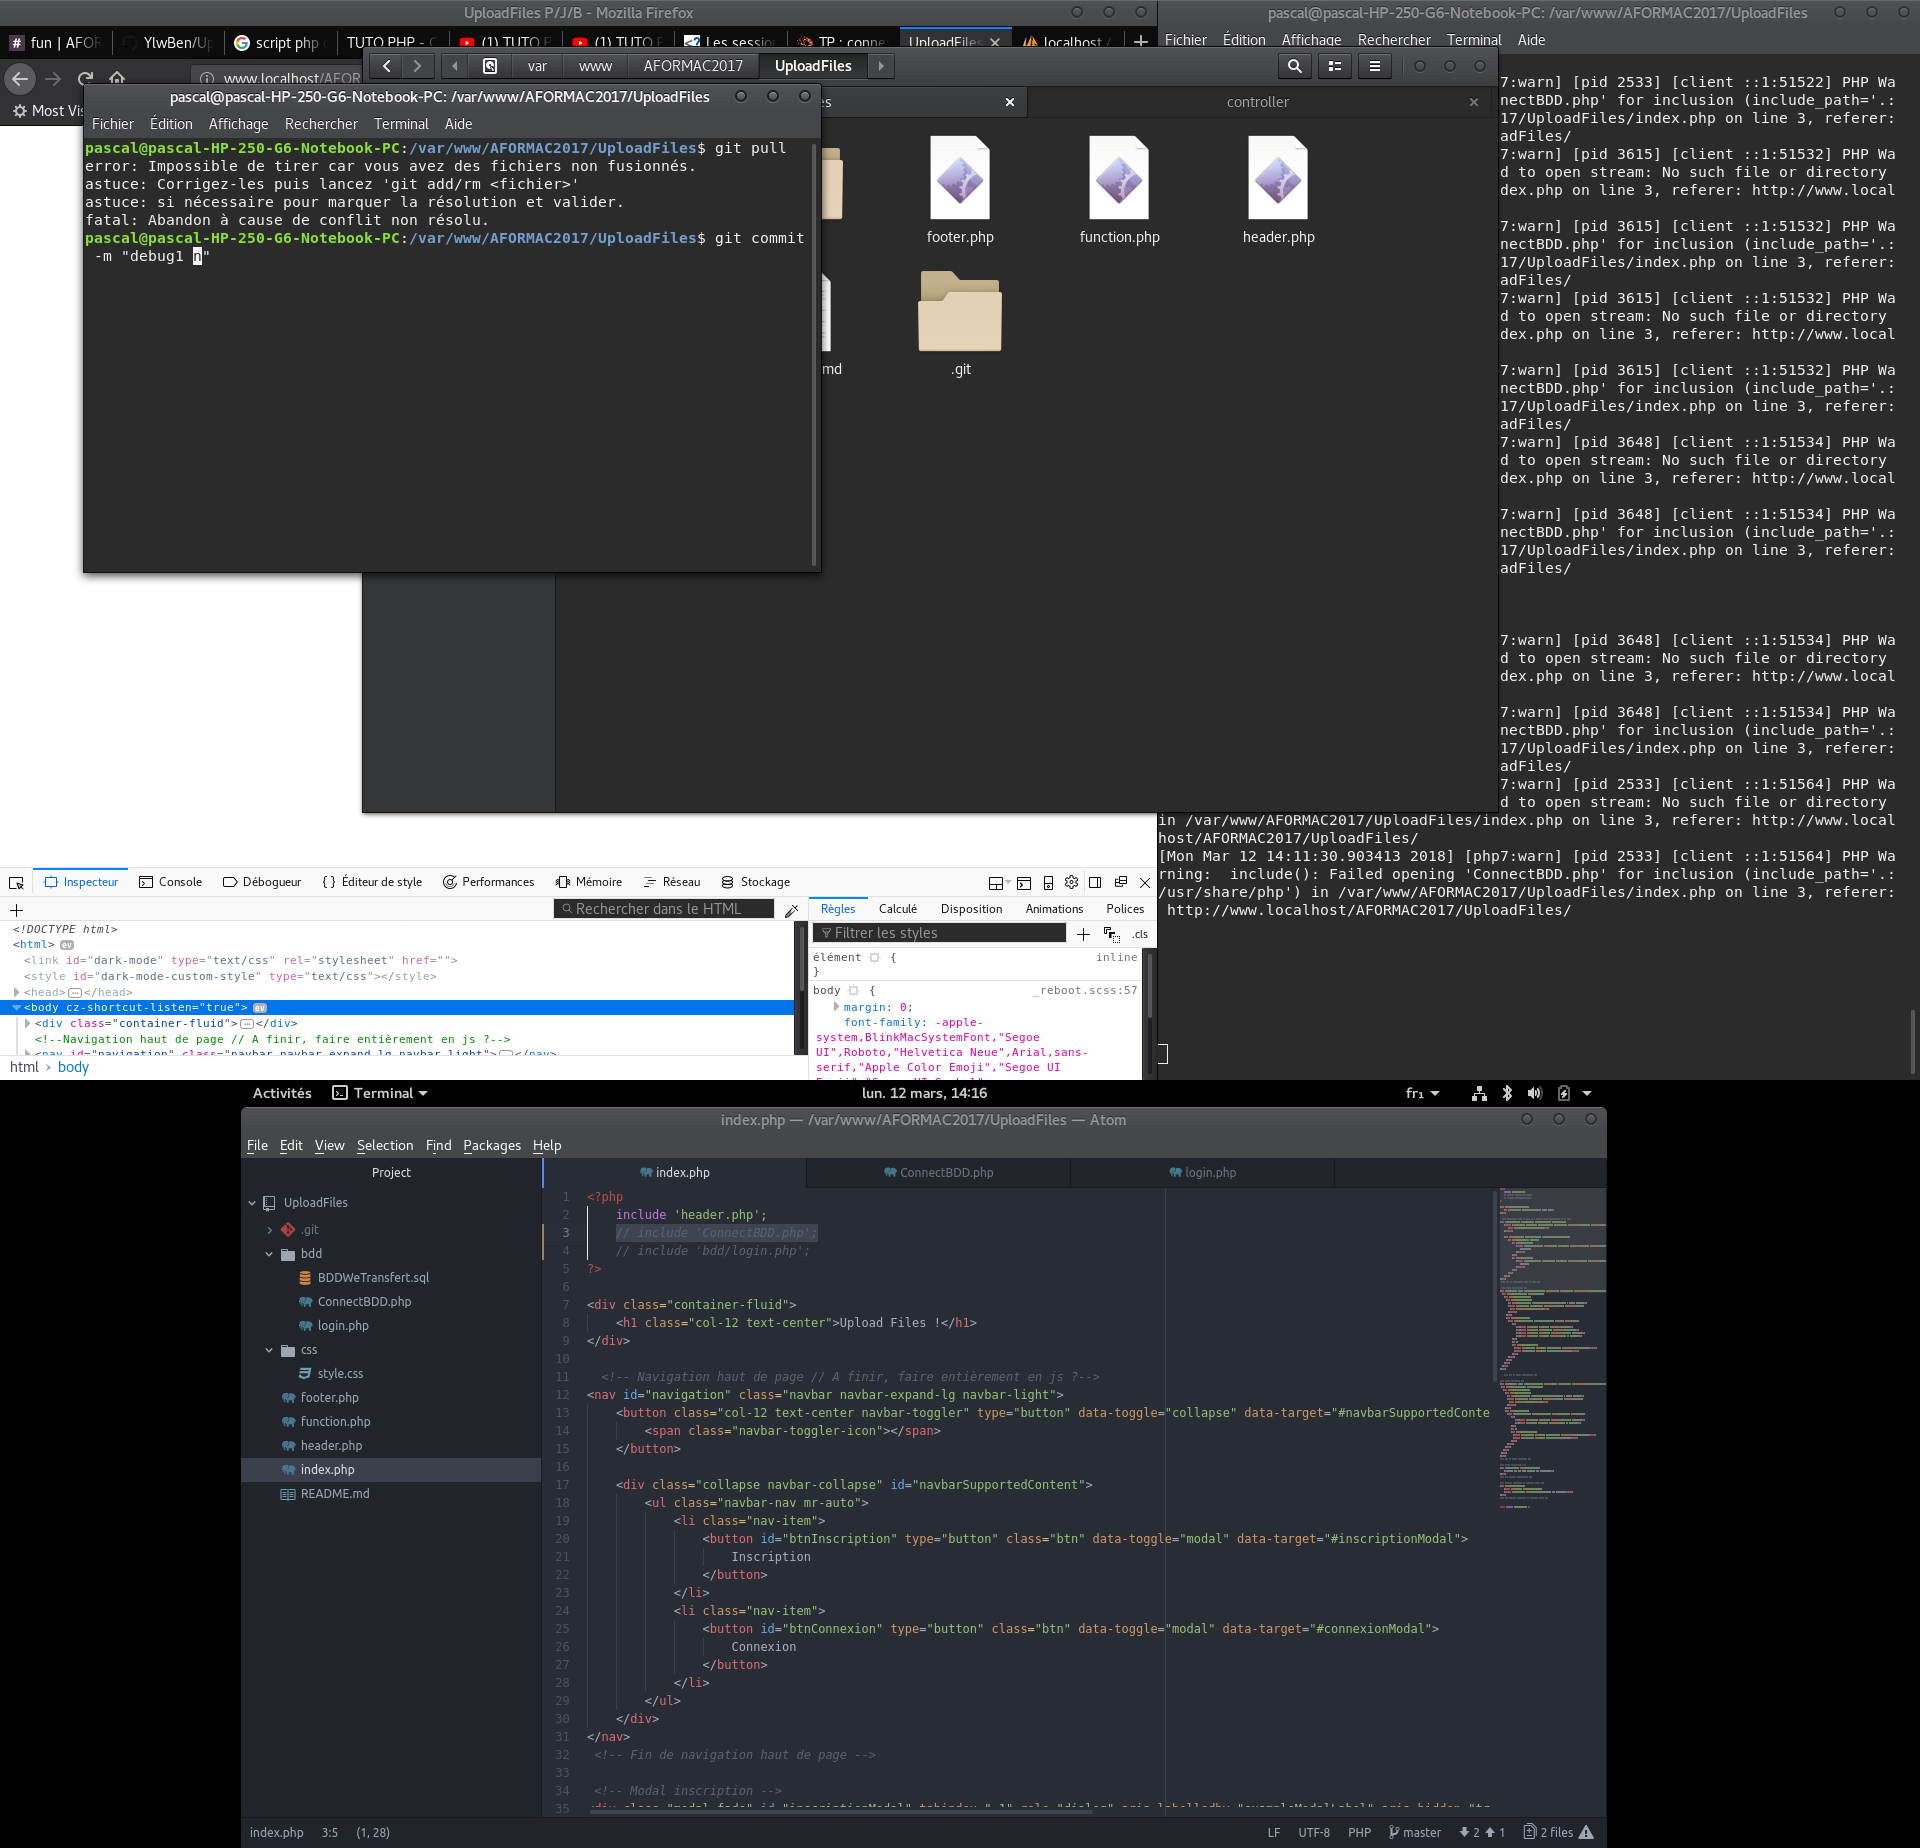 UploadFiles P/J/B - Mozilla Firefox
fun | AFOR
YlwBen/Up
script php
TUTO PHP - C
(1) TUTO P
(1) TUTO P
Les session
TP : conne
UploadFiles
localhost /
www.localhost/AFOR
Most Vis
var
www
AFORMAC2017
UploadFiles
es
controller
footer.php
function.php
header.php
md
.git
pascal@pascal-HP-250-G6-Notebook-PC: /var/www/AFORMAC2017/UploadFiles
Fichier Édition Affichage Rechercher Terminal Aide
pascal@pascal-HP-250-G6-Notebook-PC:/var/www/AFORMAC2017/UploadFiles$ git pull
error: Impossible de tirer car vous avez des fichiers non fusionnés.
astuce: Corrigez-les puis lancez 'git add/rm <fichier>'
astuce: si nécessaire pour marquer la résolution et valider.
fatal: Abandon à cause de conflit non résolu.
pascal@pascal-HP-250-G6-Notebook-PC:/var/www/AFORMAC2017/UploadFiles$ git commit
-m "debug1 n"
pascal@pascal-HP-250-G6-Notebook-PC: /var/www/AFORMAC2017/UploadFiles
Fichier Édition Affichage Rechercher Terminal Aide
7:warn] [pid 2533] [client ::1:51522] PHP Wa
nectBDD.php' for inclusion (include_path='.:
17/UploadFiles/index.php on line 3, referer:
adFiles/
7:warn] [pid 3615] [client ::1:51532] PHP Wa
d to open stream: No such file or directory
dex.php on line 3, referer: http://www.local
7:warn] [pid 3615] [client ::1:51532] PHP Wa
nectBDD.php' for inclusion (include_path='.:
17/UploadFiles/index.php on line 3, referer:
adFiles/
7:warn] [pid 3615] [client ::1:51532] PHP Wa
d to open stream: No such file or directory
dex.php on line 3, referer: http://www.local
7:warn] [pid 3615] [client ::1:51532] PHP Wa
nectBDD.php' for inclusion (include_path='.:
17/UploadFiles/index.php on line 3, referer:
adFiles/
7:warn] [pid 3648] [client ::1:51534] PHP Wa
d to open stream: No such file or directory
dex.php on line 3, referer: http://www.local
7:warn] [pid 3648] [client ::1:51534] PHP Wa
nectBDD.php' for inclusion (include_path='.:
17/UploadFiles/index.php on line 3, referer:
adFiles/
7:warn] [pid 3648] [client ::1:51534] PHP Wa
d to open stream: No such file or directory
dex.php on line 3, referer: http://www.local
7:warn] [pid 3648] [client ::1:51534] PHP Wa
nectBDD.php' for inclusion (include_path='.:
17/UploadFiles/index.php on line 3, referer:
adFiles/
7:warn] [pid 2533] [client ::1:51564] PHP Wa
d to open stream: No such file or directory
in /var/www/AFORMAC2017/UploadFiles/index.php on line 3, referer: http://www.local
host/AFORMAC2017/UploadFiles/
[Mon Mar 12 14:11:30.903413 2018] [php7:warn] [pid 2533] [client ::1:51564] PHP Wa
rning:  include(): Failed opening 'ConnectBDD.php' for inclusion (include_path='.:
/usr/share/php') in /var/www/AFORMAC2017/UploadFiles/index.php on line 3, referer:
http://www.localhost/AFORMAC2017/UploadFiles/
Inspecteur Console Débogueur Éditeur de style Performances Mémoire Réseau Stockage
Rechercher dans le HTML
<!DOCTYPE html>
<html> ev
<link id="dark-mode" type="text/css" rel="stylesheet" href="">
<style id="dark-mode-custom-style" type="text/css"></style>
<head></head>
<body cz-shortcut-listen="true"> ev
<div class="container-fluid"></div>
<!--Navigation haut de page // A finir, faire entièrement en js ?-->
<nav id="navigation" class="navbar navbar-expand-lg navbar-light"></nav>
html > body
Règles Calculé Disposition Animations Polices
Filtrer les styles
.cls
élément { inline
}
body { _reboot.scss:57
margin: 0;
font-family: -apple-
system,BlinkMacSystemFont,"Segoe
UI",Roboto,"Helvetica Neue",Arial,sans-
serif,"Apple Color Emoji","Segoe UI
Activités Terminal lun. 12 mars, 14:16 fr₁
index.php — /var/www/AFORMAC2017/UploadFiles — Atom
File Edit View Selection Find Packages Help
Project
UploadFiles
.git
bdd
BDDWeTransfert.sql
ConnectBDD.php
login.php
css
style.css
footer.php
function.php
header.php
index.php
README.md
index.php ConnectBDD.php login.php
1 <?php
2 include 'header.php';
3 // include 'ConnectBDD.php';
4 // include 'bdd/login.php';
5 ?>
6
7 <div class="container-fluid">
8 <h1 class="col-12 text-center">Upload Files !</h1>
9 </div>
10
11 <!-- Navigation haut de page // A finir, faire entièrement en js ?-->
12 <nav id="navigation" class="navbar navbar-expand-lg navbar-light">
13 <button class="col-12 text-center navbar-toggler" type="button" data-toggle="collapse" data-target="#navbarSupportedConte
14 <span class="navbar-toggler-icon"></span>
15 </button>
16
17 <div class="collapse navbar-collapse" id="navbarSupportedContent">
18 <ul class="navbar-nav mr-auto">
19 <li class="nav-item">
20 <button id="btnInscription" type="button" class="btn" data-toggle="modal" data-target="#inscriptionModal">
21 Inscription
22 </button>
23 </li>
24 <li class="nav-item">
25 <button id="btnConnexion" type="button" class="btn" data-toggle="modal" data-target="#connexionModal">
26 Connexion
27 </button>
28 </li>
29 </ul>
30 </div>
31 </nav>
32 <!-- Fin de navigation haut de page -->
33
34 <!-- Modal inscription -->
35
index.php 3:5 (1, 28) LF UTF-8 PHP master 2 1 2 files